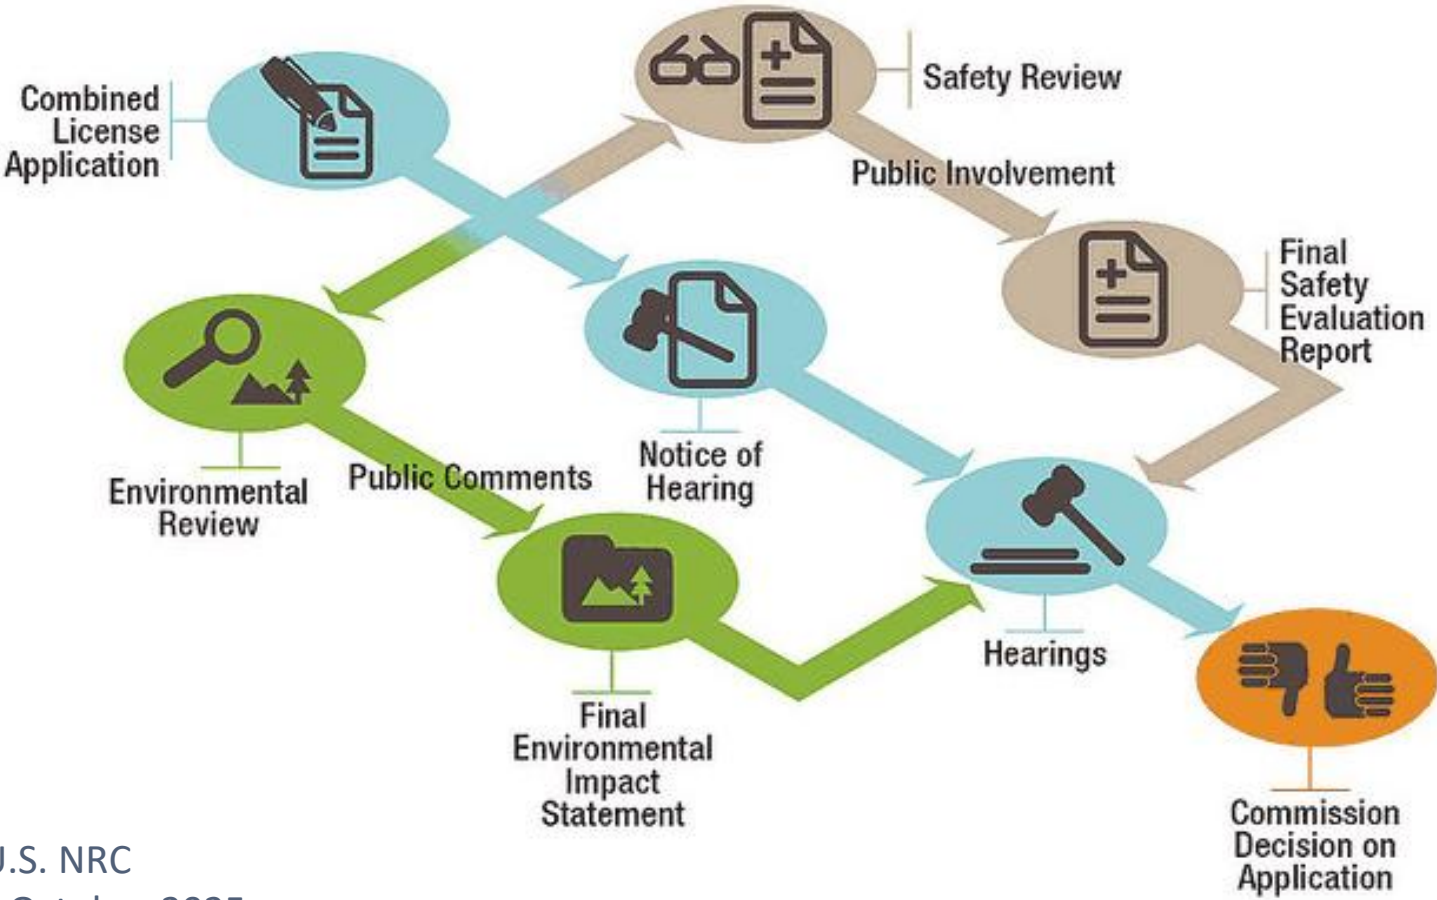 Combined
License
Application
Safety Review
Public Involvement
Final
Safety
Evaluation
Report
Notice of
Hearing
Public Comments
Environmental
Review
Hearings
Final
Environmental
Impact
Statement
Commission
Decision on
Application
U.S. NRC